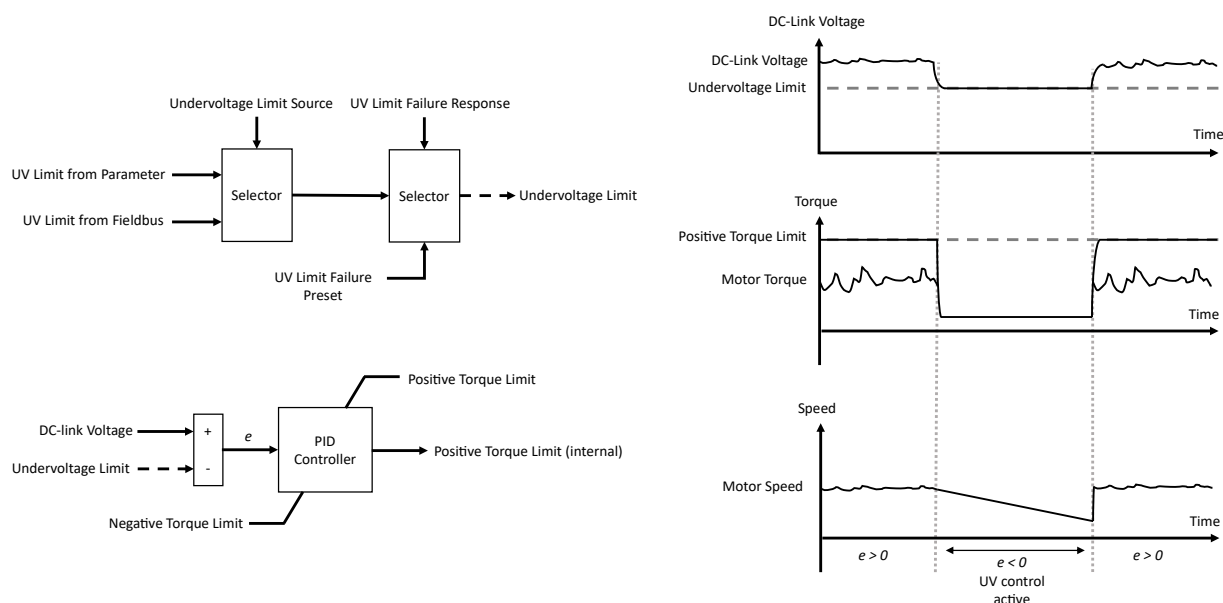 Undervoltage Limit Source
UV Limit Failure Response
UV Limit from Parameter
Selector
Selector
Undervoltage Limit
UV Limit from Fieldbus
UV Limit Failure
Preset
Positive Torque Limit
DC-link Voltage
+
e
PID
Controller
Positive Torque Limit (internal)
Undervoltage Limit
-
Negative Torque Limit
DC-Link Voltage
DC-Link Voltage
Undervoltage Limit
Time
Torque
Positive Torque Limit
Motor Torque
Time
Speed
Motor Speed
Time
e > 0
e < 0
e > 0
UV control
active